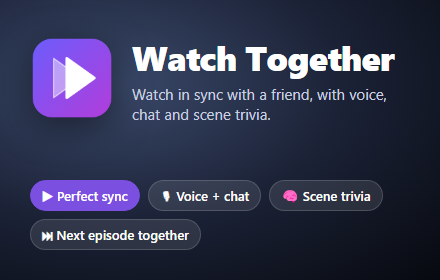 Watch Together
Watch in sync with a friend, with voice,
chat and scene trivia.
▶ Perfect sync
🎙 Voice + chat
🧠 Scene trivia
⏭ Next episode together